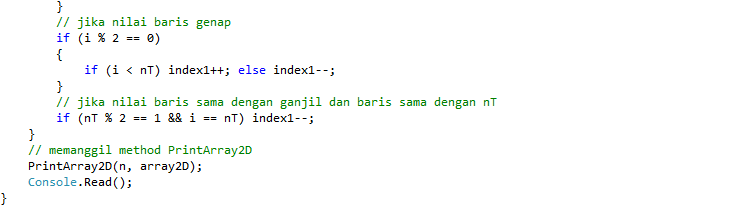 }
// jika nilai baris genap
if (i % 2 == 0)
{
if (i < nT) index1++; else index1--;
}
// jika nilai baris sama dengan ganjil dan baris sama dengan nT
if (nT % 2 == 1 && i == nT) index1--;
}
// memanggil method PrintArray2D
PrintArray2D(n, array2D);
Console.Read();
}